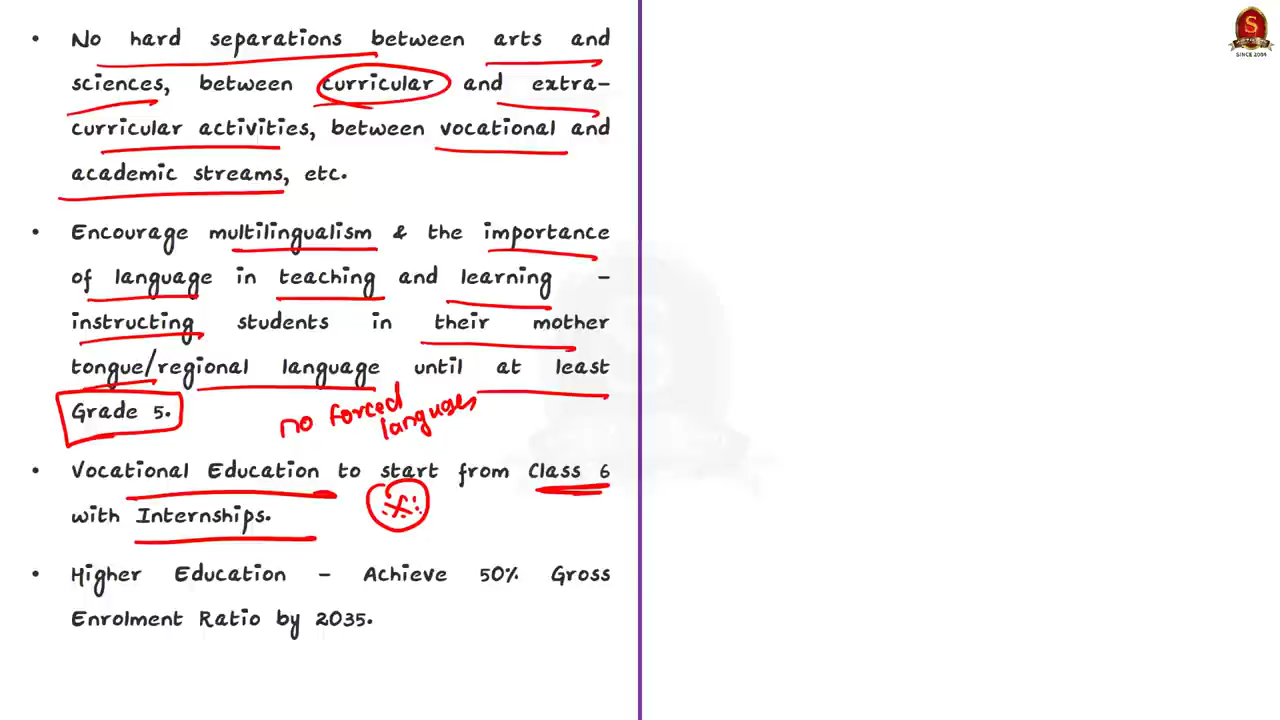 • No hard separations between arts and
sciences, between curricular and extra-
curricular activities, between vocational and
academic streams, etc.
• Encourage multilingualism & the importance
of language in teaching and learning -
instructing students in their mother
tongue/regional language until at least
Grade 5.
no forced
languages
• Vocational Education to start from Class 6
with Internships.
• Higher Education - Achieve 50% Gross
Enrolment Ratio by 2035.
S
SINCE 2004